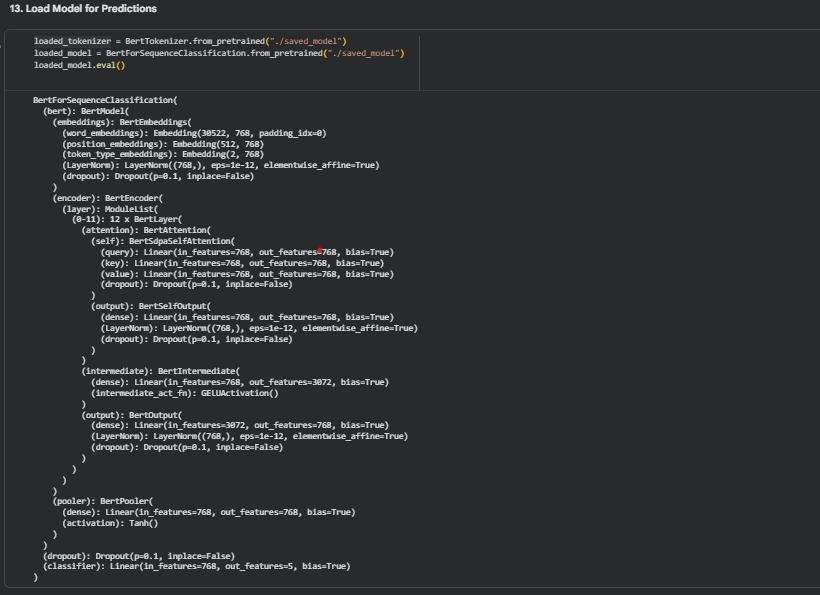 13. Load Model for Predictions
loaded_tokenizer = BertTokenizer.from_pretrained("./saved_model")
loaded_model = BertForSequenceClassification.from_pretrained("./saved_model")
loaded_model.eval()
BertForSequenceClassification(
  (bert): BertModel(
    (embeddings): BertEmbeddings(
      (word_embeddings): Embedding(30522, 768, padding_idx=0)
      (position_embeddings): Embedding(512, 768)
      (token_type_embeddings): Embedding(2, 768)
      (LayerNorm): LayerNorm((768,), eps=1e-12, elementwise_affine=True)
      (dropout): Dropout(p=0.1, inplace=False)
    )
    (encoder): BertEncoder(
      (layer): ModuleList(
        (0-11): 12 x BertLayer(
          (attention): BertAttention(
            (self): BertSdpaSelfAttention(
              (query): Linear(in_features=768, out_features=768, bias=True)
              (key): Linear(in_features=768, out_features=768, bias=True)
              (value): Linear(in_features=768, out_features=768, bias=True)
              (dropout): Dropout(p=0.1, inplace=False)
            )
            (output): BertSelfOutput(
              (dense): Linear(in_features=768, out_features=768, bias=True)
              (LayerNorm): LayerNorm((768,), eps=1e-12, elementwise_affine=True)
              (dropout): Dropout(p=0.1, inplace=False)
            )
          )
          (intermediate): BertIntermediate(
            (dense): Linear(in_features=768, out_features=3072, bias=True)
            (intermediate_act_fn): GELUActivation()
          )
          (output): BertOutput(
            (dense): Linear(in_features=3072, out_features=768, bias=True)
            (LayerNorm): LayerNorm((768,), eps=1e-12, elementwise_affine=True)
            (dropout): Dropout(p=0.1, inplace=False)
          )
        )
      )
    )
    (pooler): BertPooler(
      (dense): Linear(in_features=768, out_features=768, bias=True)
      (activation): Tanh()
    )
  )
  (dropout): Dropout(p=0.1, inplace=False)
  (classifier): Linear(in_features=768, out_features=5, bias=True)
)